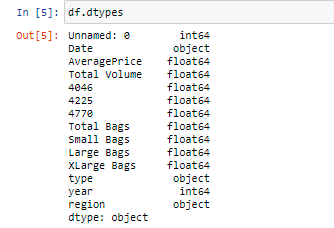 In [5]: df.dtypes
Out[5]: Unnamed: 0 int64
Date object
AveragePrice float64
Total Volume float64
4046 float64
4225 float64
4770 float64
Total Bags float64
Small Bags float64
Large Bags float64
XLarge Bags float64
type object
year int64
region object
dtype: object